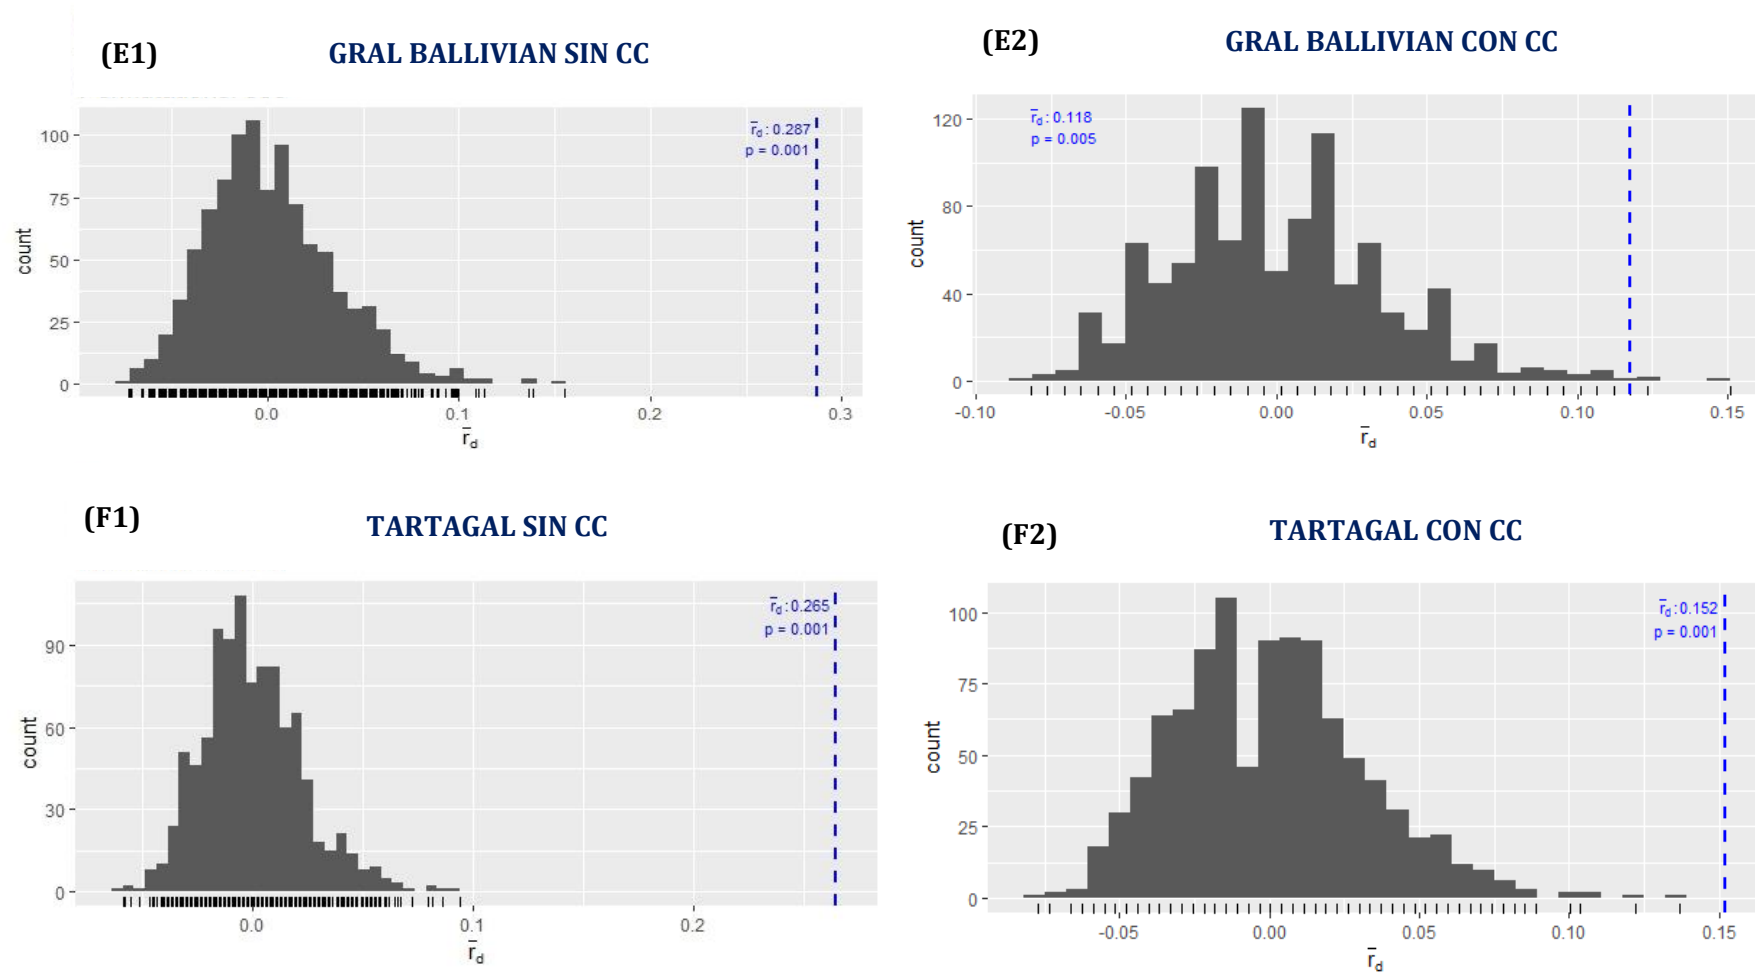 (E1)
GRAL BALLIVIAN SIN CC
r̄d: 0.287
p = 0.001
count
100
75
50
25
0
0.0 0.1 0.2 0.3
r̄d
(E2)
GRAL BALLIVIAN CON CC
r̄d: 0.118
p = 0.005
count
120
80
40
0
-0.10 -0.05 0.00 0.05 0.10 0.15
r̄d
(F1)
TARTAGAL SIN CC
r̄d: 0.265
p = 0.001
count
90
60
30
0
0.0 0.1 0.2
r̄d
(F2)
TARTAGAL CON CC
r̄d: 0.152
p = 0.001
count
100
75
50
25
0
-0.05 0.00 0.05 0.10 0.15
r̄d